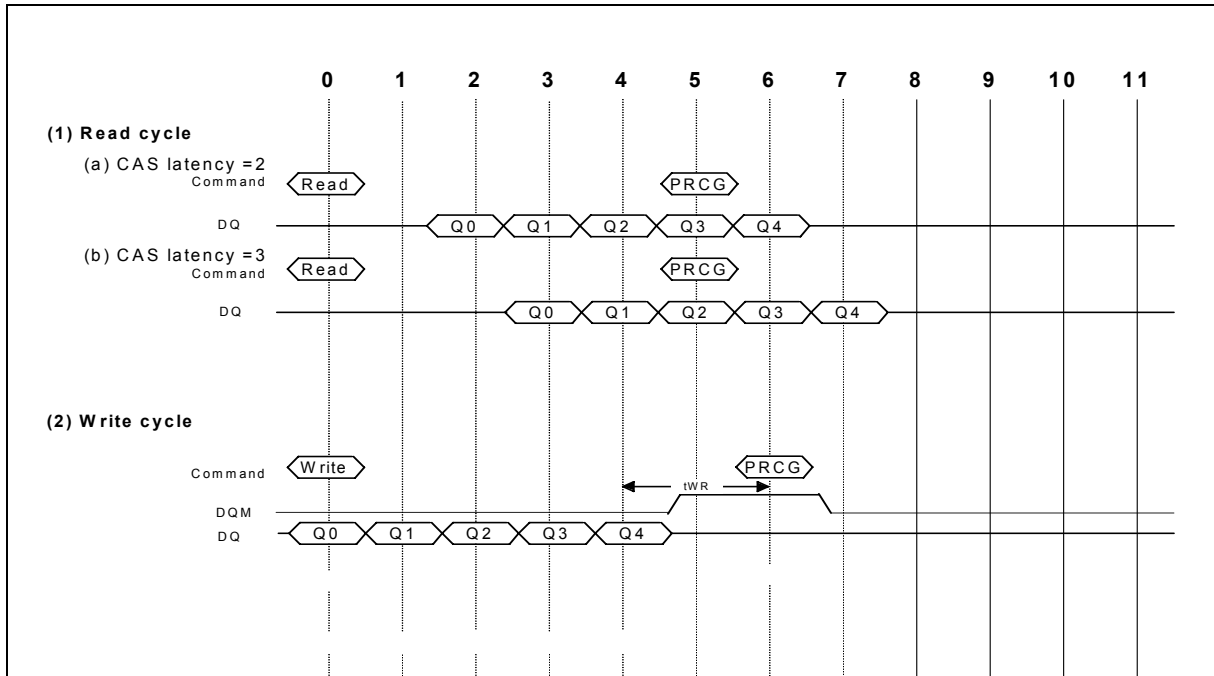 0 1 2 3 4 5 6 7 8 9 10 11
(1) Read cycle
(a) CAS latency =2
Command Read PRCG
DQ Q0 Q1 Q2 Q3 Q4
(b) CAS latency =3
Command Read PRCG
DQ Q0 Q1 Q2 Q3 Q4
(2) Write cycle
Command Write PRCG
tWR
DQM
DQ Q0 Q1 Q2 Q3 Q4